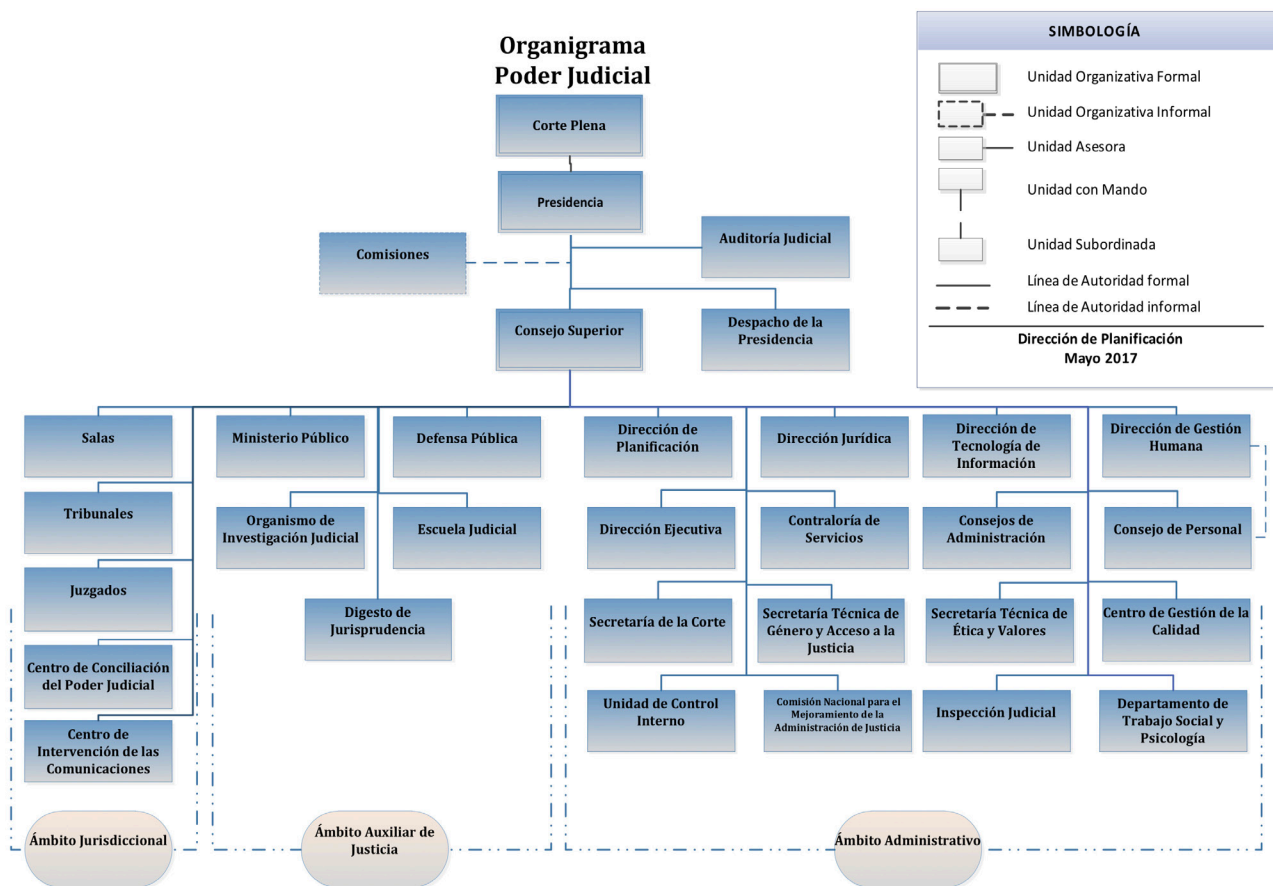 Organigrama
Poder Judicial
Corte Plena
Presidencia
Comisiones
Auditoría Judicial
Consejo Superior
Despacho de la
Presidencia
SIMBOLOGÍA
Unidad Organizativa Formal
Unidad Organizativa Informal
Unidad Asesora
Unidad con Mando
Unidad Subordinada
Línea de Autoridad formal
Línea de Autoridad informal
Dirección de Planificación
Mayo 2017
Salas
Tribunales
Juzgados
Centro de Conciliación
del Poder Judicial
Centro de
Intervención de las
Comunicaciones
Ámbito Jurisdiccional
Ministerio Público
Defensa Pública
Organismo de
Investigación Judicial
Escuela Judicial
Digesto de
Jurisprudencia
Ámbito Auxiliar de
Justicia
Dirección de
Planificación
Dirección Jurídica
Dirección de
Tecnología de
Información
Dirección de Gestión
Humana
Dirección Ejecutiva
Contraloría de
Servicios
Consejos de
Administración
Consejo de Personal
Secretaría de la Corte
Secretaría Técnica de
Género y Acceso a la
Justicia
Secretaría Técnica de
Ética y Valores
Centro de Gestión de la
Calidad
Unidad de Control
Interno
Comisión Nacional para el
Mejoramiento de la
Administración de Justicia
Inspección Judicial
Departamento de
Trabajo Social y
Psicología
Ámbito Administrativo